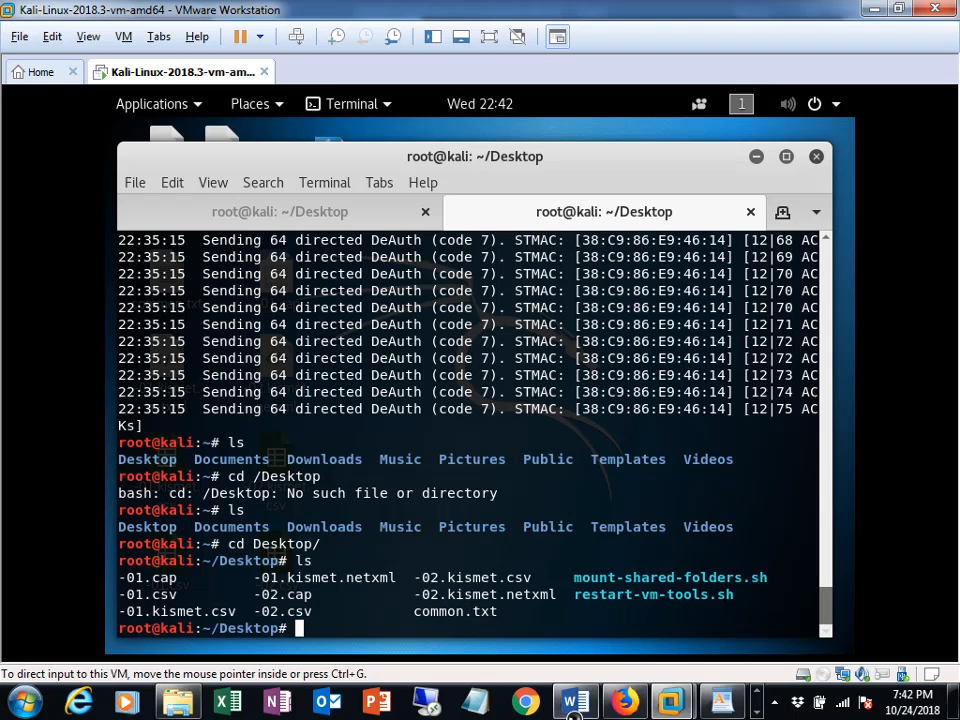 Kali-Linux-2018.3-vm-amd64 - VMware Workstation
File Edit View VM Tabs Help
Home Kali-Linux-2018.3-vm-am...
Applications Places Terminal Wed 22:42 1
root@kali: ~/Desktop
File Edit View Search Terminal Tabs Help
root@kali: ~/Desktop root@kali: ~/Desktop
22:35:15 Sending 64 directed DeAuth (code 7). STMAC: [38:C9:86:E9:46:14] [12|68 AC
22:35:15 Sending 64 directed DeAuth (code 7). STMAC: [38:C9:86:E9:46:14] [12|69 AC
22:35:15 Sending 64 directed DeAuth (code 7). STMAC: [38:C9:86:E9:46:14] [12|70 AC
22:35:15 Sending 64 directed DeAuth (code 7). STMAC: [38:C9:86:E9:46:14] [12|70 AC
22:35:15 Sending 64 directed DeAuth (code 7). STMAC: [38:C9:86:E9:46:14] [12|70 AC
22:35:15 Sending 64 directed DeAuth (code 7). STMAC: [38:C9:86:E9:46:14] [12|71 AC
22:35:15 Sending 64 directed DeAuth (code 7). STMAC: [38:C9:86:E9:46:14] [12|72 AC
22:35:15 Sending 64 directed DeAuth (code 7). STMAC: [38:C9:86:E9:46:14] [12|72 AC
22:35:15 Sending 64 directed DeAuth (code 7). STMAC: [38:C9:86:E9:46:14] [12|73 AC
22:35:15 Sending 64 directed DeAuth (code 7). STMAC: [38:C9:86:E9:46:14] [12|74 AC
22:35:15 Sending 64 directed DeAuth (code 7). STMAC: [38:C9:86:E9:46:14] [12|75 AC
Ks]
root@kali:~# ls
Desktop Documents Downloads Music Pictures Public Templates Videos
root@kali:~# cd /Desktop
bash: cd: /Desktop: No such file or directory
root@kali:~# ls
Desktop Documents Downloads Music Pictures Public Templates Videos
root@kali:~# cd Desktop/
root@kali:~/Desktop# ls
-01.cap -01.kismet.netxml -02.kismet.csv mount-shared-folders.sh
-01.csv -02.cap -02.kismet.netxml restart-vm-tools.sh
-01.kismet.csv -02.csv common.txt
root@kali:~/Desktop#
To direct input to this VM, move the mouse pointer inside or press Ctrl+G.
7:42 PM
10/24/2018